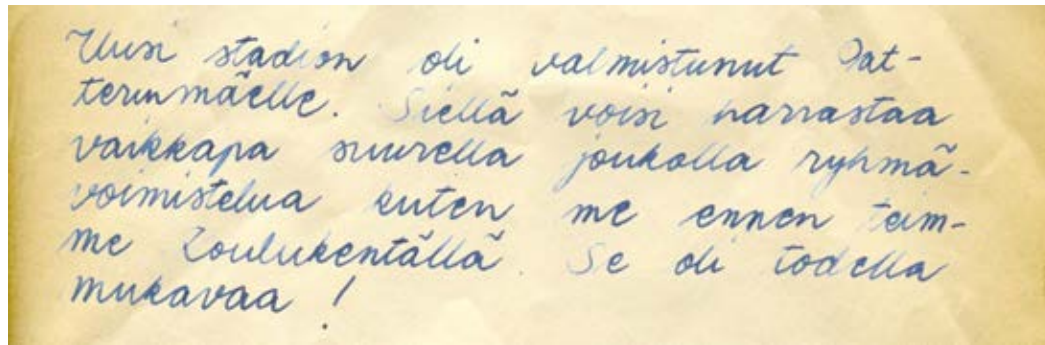 Uusi stadion oli valmistunut Pat-
terinmäelle. Siellä voisi harrastaa
vaikkapa suurella joukolla ryhmä-
voimistelua kuten me ennen teim-
me Koulukentällä. Se oli todella
mukavaa!